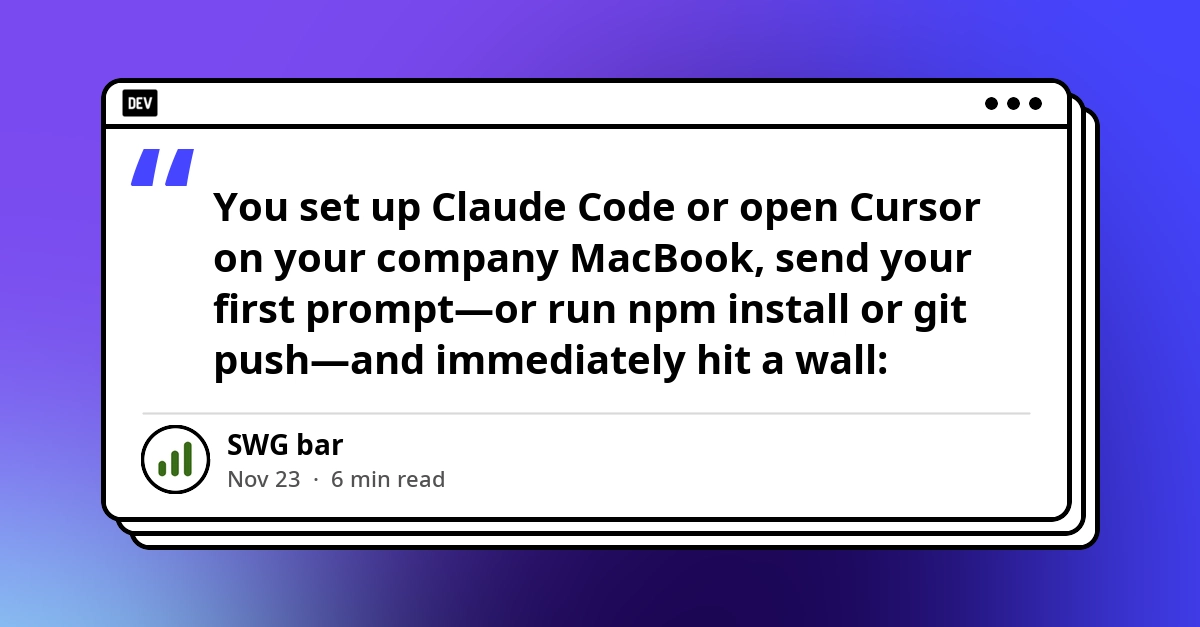 DEV
“
You set up Claude Code or open Cursor
on your company MacBook, send your
first prompt—or run npm install or git
push—and immediately hit a wall:
SWG bar
Nov 23 · 6 min read